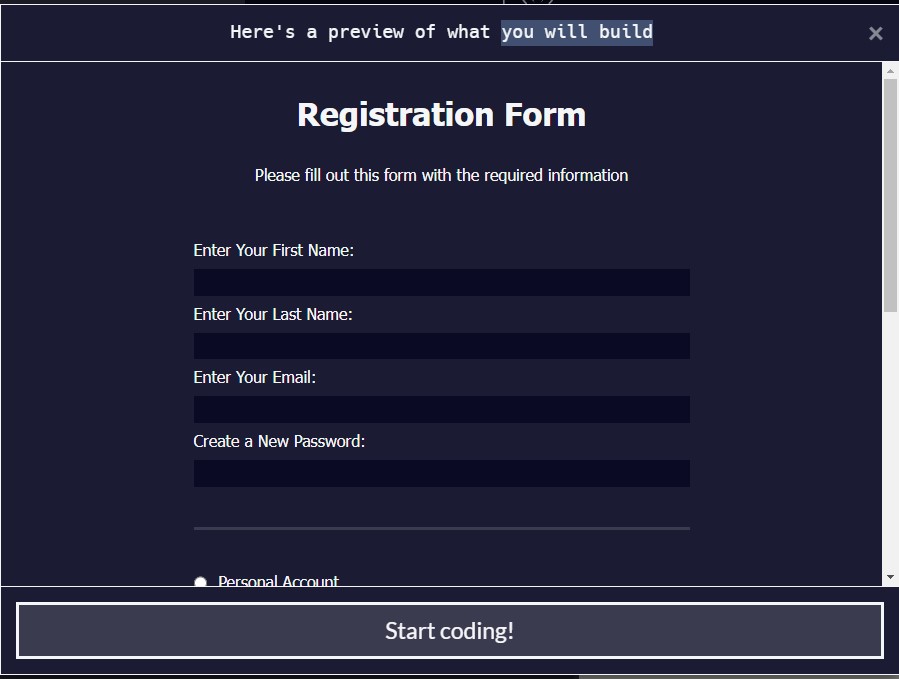 Here's a preview of what you will build
×
Registration Form
Please fill out this form with the required information
Enter Your First Name:
Enter Your Last Name:
Enter Your Email:
Create a New Password:
Personal Account
Start coding!